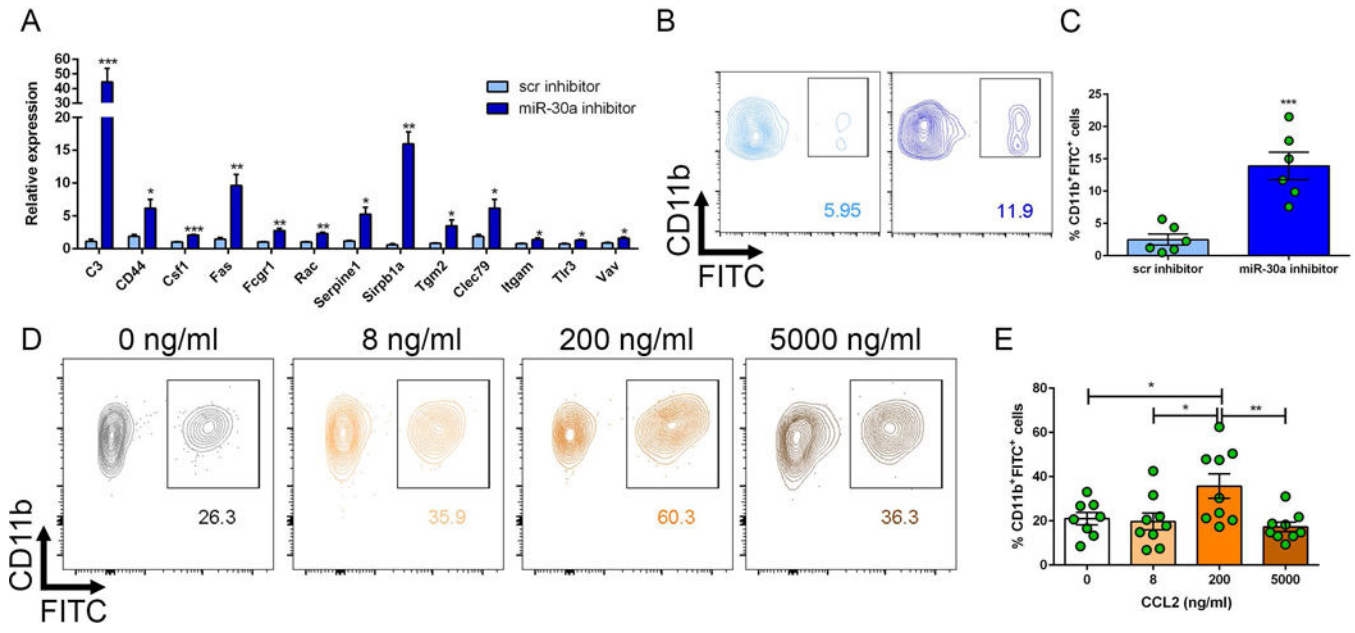 A
Relative expression
60
50
40
30
20
15
10
5
0
***
*
***
**
**
**
*
**
*
*
*
*
*
scr inhibitor
miR-30a inhibitor
C3
CD44
Csf1
Fas
Fcgr1
Rac
Serpine1
Sirpb1a
Tgm2
Clec79
Itgam
Tlr3
Vav
B
CD11b
FITC
5.95
11.9
C
% CD11b+FITC+ cells
25
20
15
10
5
0
***
scr inhibitor
miR-30a inhibitor
D
0 ng/ml
8 ng/ml
200 ng/ml
5000 ng/ml
CD11b
FITC
26.3
35.9
60.3
36.3
E
% CD11b+FITC+ cells
80
60
40
20
0
*
*
**
0
8
200
5000
CCL2 (ng/ml)